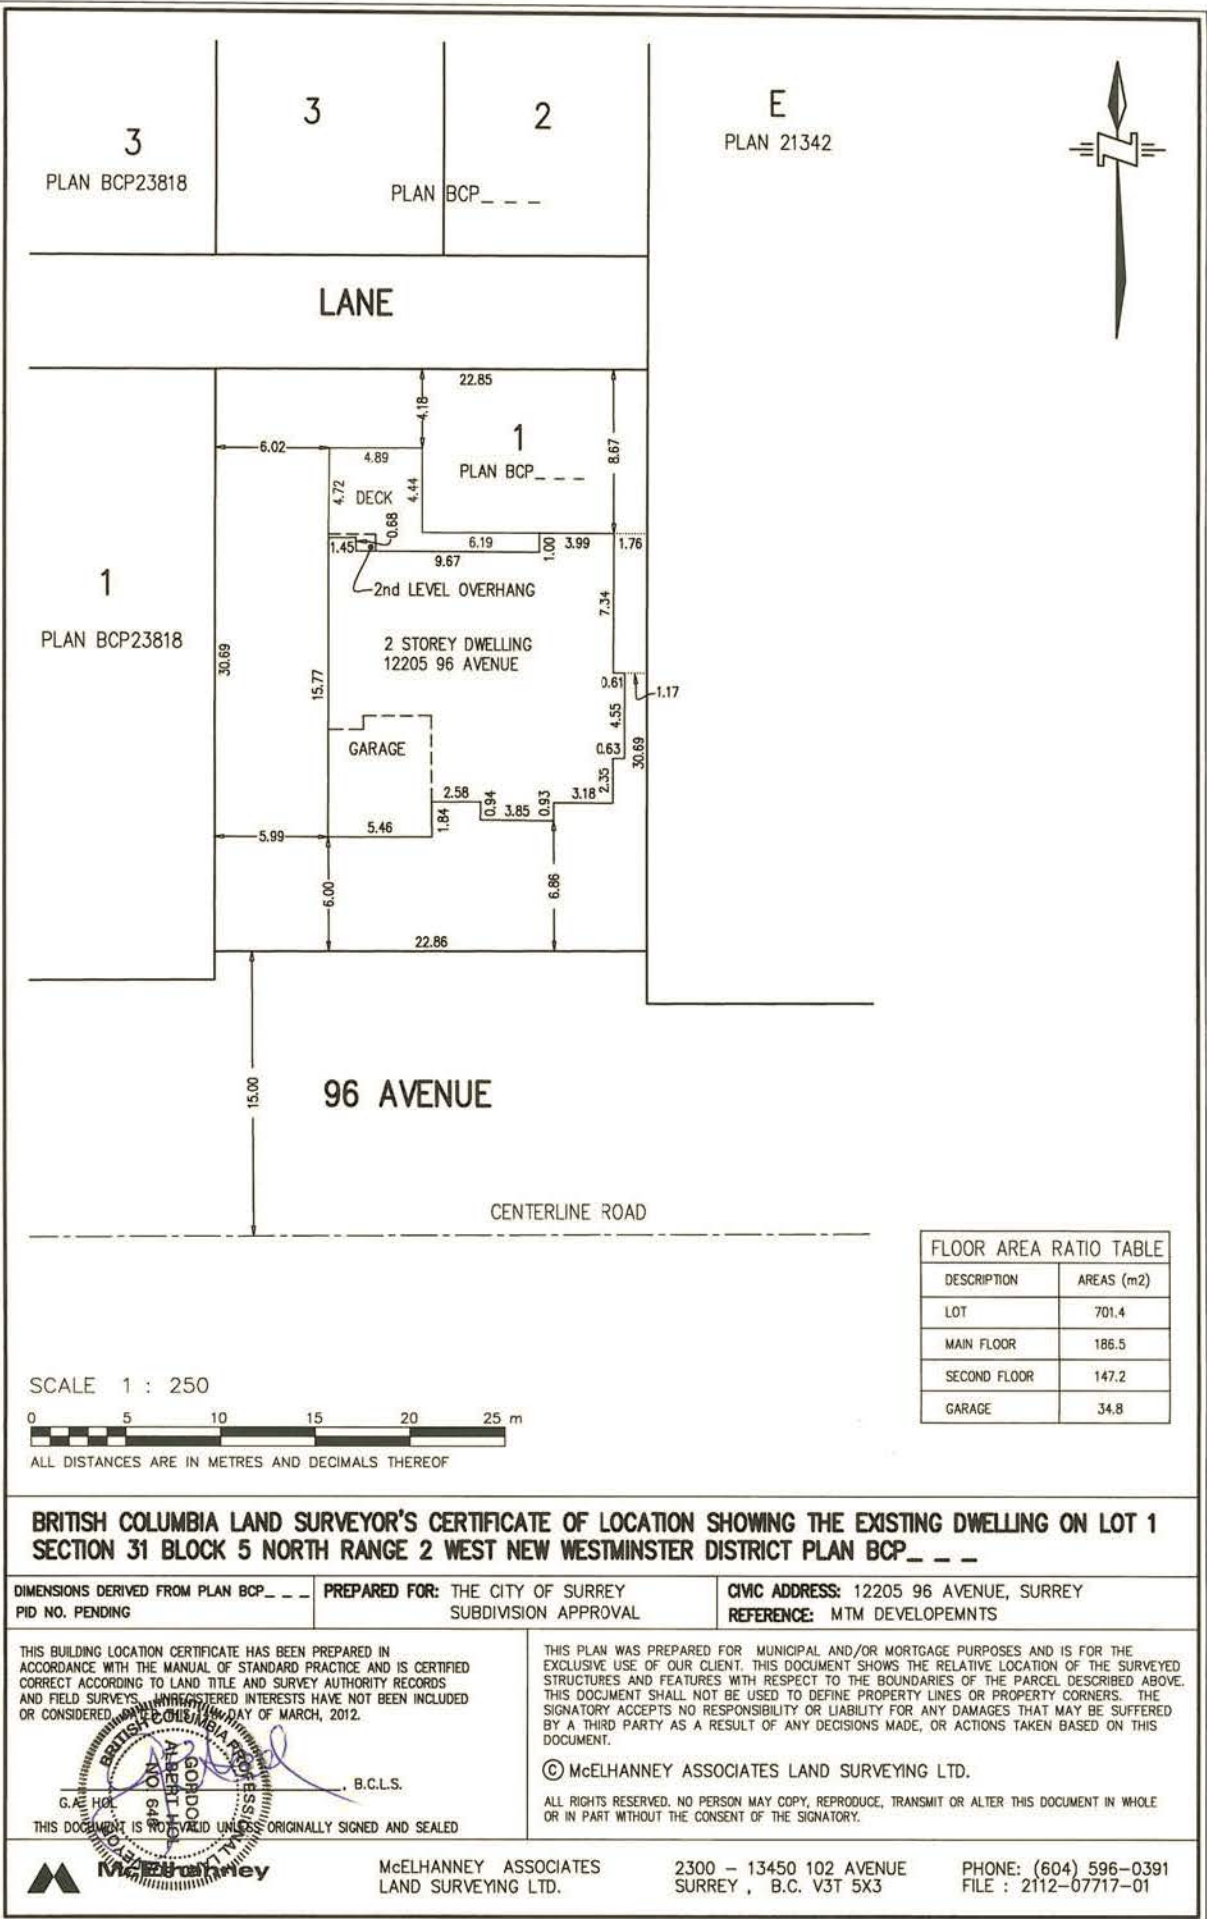 3
PLAN BCP23818
3
2
PLAN BCP_ _ _
E
PLAN 21342
LANE
22.85
4.18
6.02
4.89
1
PLAN BCP_ _ _
8.67
4.72
DECK
4.44
0.68
1.45
6.19
1.00
3.99
1.76
9.67
2nd LEVEL OVERHANG
1
PLAN BCP23818
7.34
2 STOREY DWELLING
12205 96 AVENUE
30.69
15.77
0.61
1.17
4.55
GARAGE
0.63
30.69
2.35
2.58
0.94
3.85
0.93
3.18
5.99
5.46
1.84
6.00
6.86
22.86
15.00
96 AVENUE
CENTERLINE ROAD
FLOOR AREA RATIO TABLE
DESCRIPTION AREAS (m2)
LOT 701.4
MAIN FLOOR 186.5
SECOND FLOOR 147.2
GARAGE 34.8
SCALE 1 : 250
0 5 10 15 20 25 m
ALL DISTANCES ARE IN METRES AND DECIMALS THEREOF
BRITISH COLUMBIA LAND SURVEYOR'S CERTIFICATE OF LOCATION SHOWING THE EXISTING DWELLING ON LOT 1
SECTION 31 BLOCK 5 NORTH RANGE 2 WEST NEW WESTMINSTER DISTRICT PLAN BCP_ _ _
DIMENSIONS DERIVED FROM PLAN BCP_ _ _
PID NO. PENDING
PREPARED FOR: THE CITY OF SURREY
SUBDIVISION APPROVAL
CIVIC ADDRESS: 12205 96 AVENUE, SURREY
REFERENCE: MTM DEVELOPEMNTS
THIS BUILDING LOCATION CERTIFICATE HAS BEEN PREPARED IN
ACCORDANCE WITH THE MANUAL OF STANDARD PRACTICE AND IS CERTIFIED
CORRECT ACCORDING TO LAND TITLE AND SURVEY AUTHORITY RECORDS
AND FIELD SURVEYS. UNREGISTERED INTERESTS HAVE NOT BEEN INCLUDED
OR CONSIDERED. DATED THIS DAY OF MARCH, 2012.
BRITISH COLUMBIA PROFESSIONAL LAND SURVEYOR
GORDON
ALBERT HOL
NO 648
, B.C.L.S.
G.A. HOL
THIS DOCUMENT IS NOT VALID UNLESS ORIGINALLY SIGNED AND SEALED
THIS PLAN WAS PREPARED FOR MUNICIPAL AND/OR MORTGAGE PURPOSES AND IS FOR THE
EXCLUSIVE USE OF OUR CLIENT. THIS DOCUMENT SHOWS THE RELATIVE LOCATION OF THE SURVEYED
STRUCTURES AND FEATURES WITH RESPECT TO THE BOUNDARIES OF THE PARCEL DESCRIBED ABOVE.
THIS DOCUMENT SHALL NOT BE USED TO DEFINE PROPERTY LINES OR PROPERTY CORNERS. THE
SIGNATORY ACCEPTS NO RESPONSIBILITY OR LIABILITY FOR ANY DAMAGES THAT MAY BE SUFFERED
BY A THIRD PARTY AS A RESULT OF ANY DECISIONS MADE, OR ACTIONS TAKEN BASED ON THIS
DOCUMENT.
© McELHANNEY ASSOCIATES LAND SURVEYING LTD.
ALL RIGHTS RESERVED. NO PERSON MAY COPY, REPRODUCE, TRANSMIT OR ALTER THIS DOCUMENT IN WHOLE
OR IN PART WITHOUT THE CONSENT OF THE SIGNATORY.
McElhanney
McELHANNEY ASSOCIATES
LAND SURVEYING LTD.
2300 – 13450 102 AVENUE
SURREY , B.C. V3T 5X3
PHONE: (604) 596–0391
FILE : 2112–07717–01